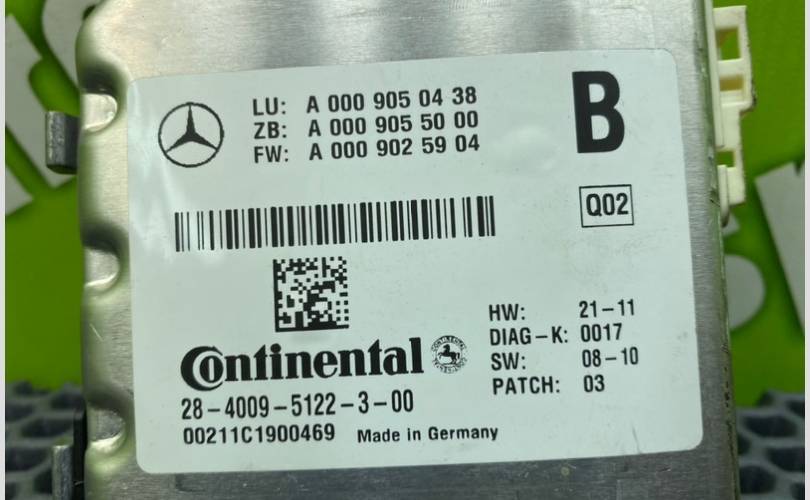 LU: A 000 905 04 38
ZB: A 000 905 50 00
FW: A 000 902 59 04
B
Q02
HW: 21-11
DIAG-K: 0017
SW: 08-10
PATCH: 03
Continental
28-4009-5122-3-00
00211C1900469 Made in Germany